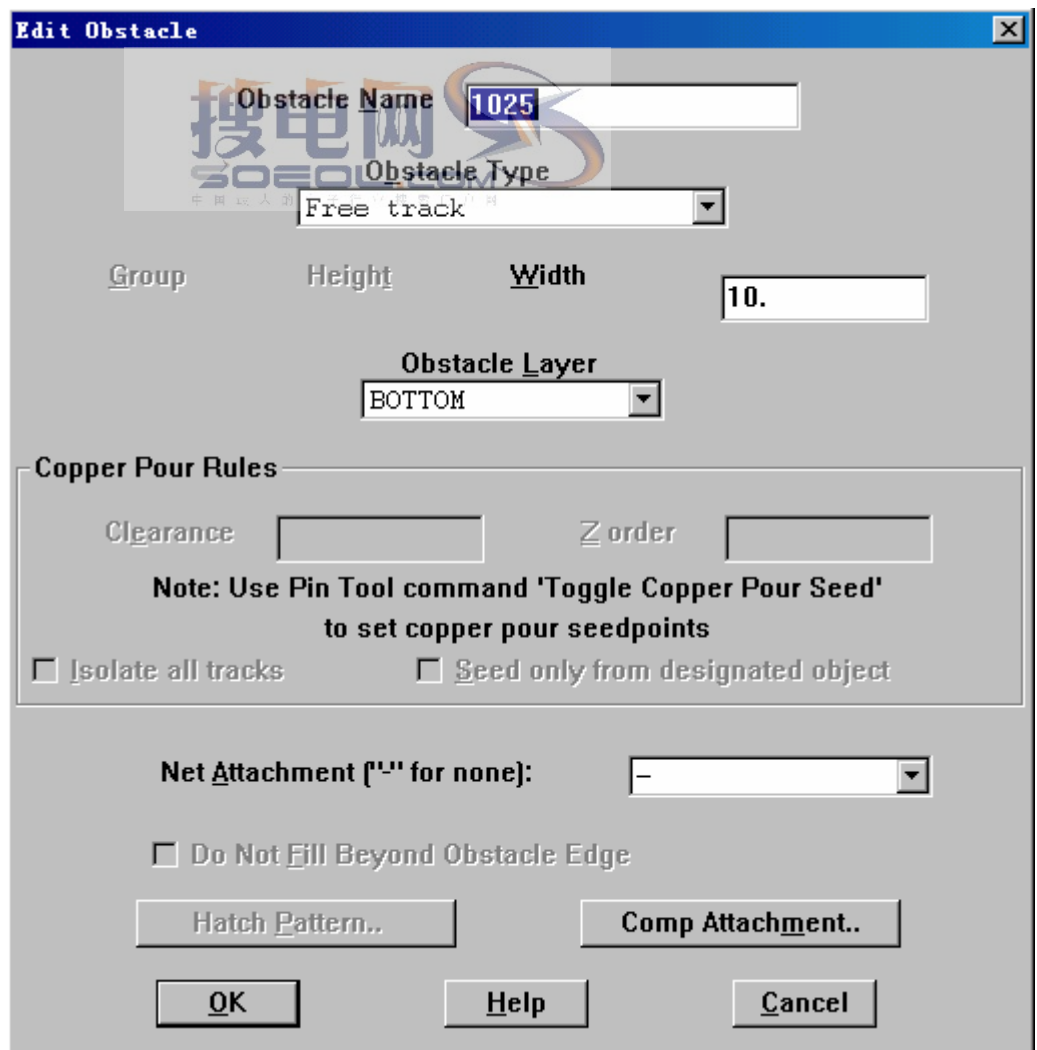 Edit Obstacle
搜电网
SOEOU.COM
Obstacle Name 1025
Obstacle Type
Free track
Group Height Width 10.
Obstacle Layer
BOTTOM
Copper Pour Rules
Clearance Z order
Note: Use Pin Tool command 'Toggle Copper Pour Seed'
to set copper pour seedpoints
Isolate all tracks Seed only from designated object
Net Attachment ("-" for none): -
Do Not Fill Beyond Obstacle Edge
Hatch Pattern.. Comp Attachment..
OK Help Cancel